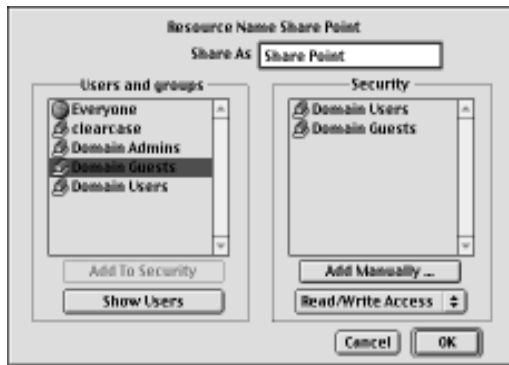 Resource Name Share Point
Share As Share Point
Users and groups
Everyone
clearcase
Domain Admins
Domain Guests
Domain Users
Add To Security
Show Users
Security
Domain Users
Domain Guests
Add Manually ...
Read/Write Access
Cancel OK